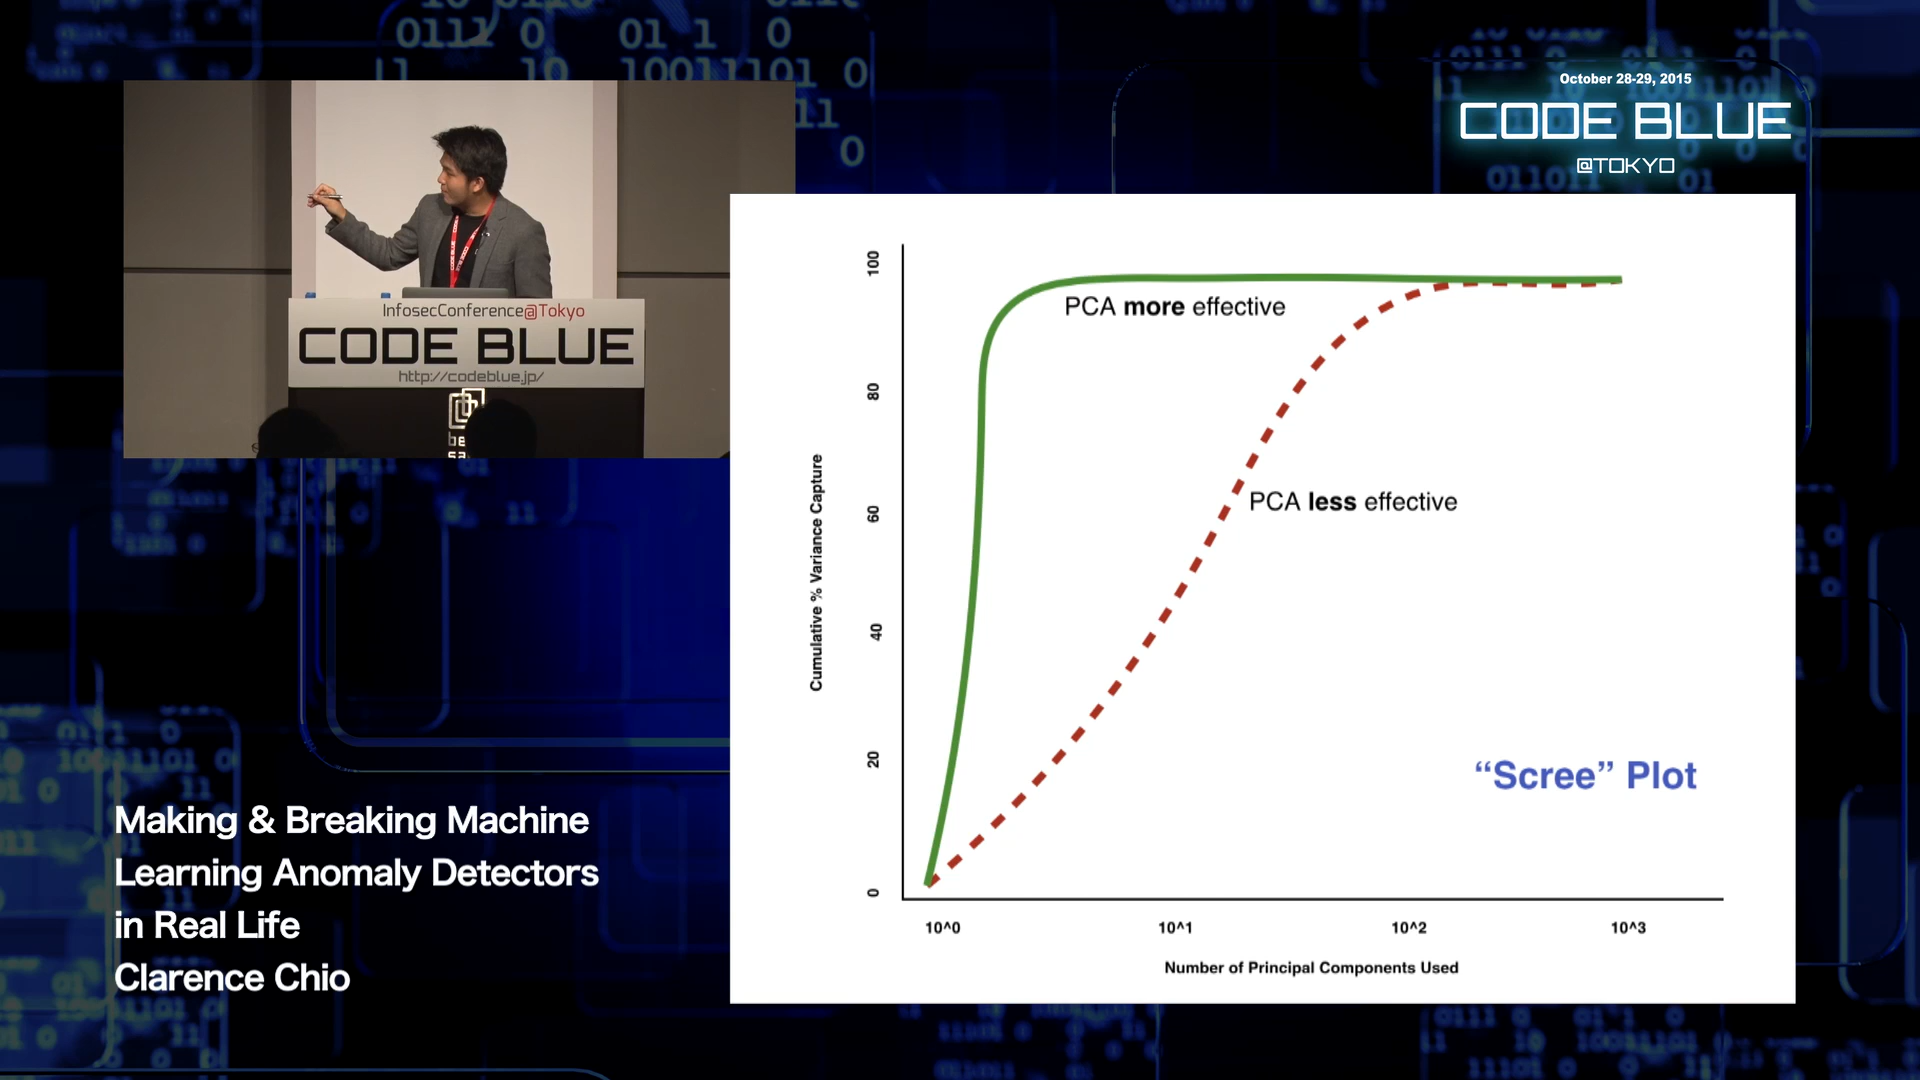 October 28-29, 2015
CODE BLUE
@TOKYO
InfosecConference@Tokyo
CODE BLUE
http://codeblue.jp/
Making & Breaking Machine
Learning Anomaly Detectors
in Real Life
Clarence Chio
Cumulative % Variance Capture
100
80
60
40
20
0
PCA more effective
PCA less effective
“Scree” Plot
10^0 10^1 10^2 10^3
Number of Principal Components Used